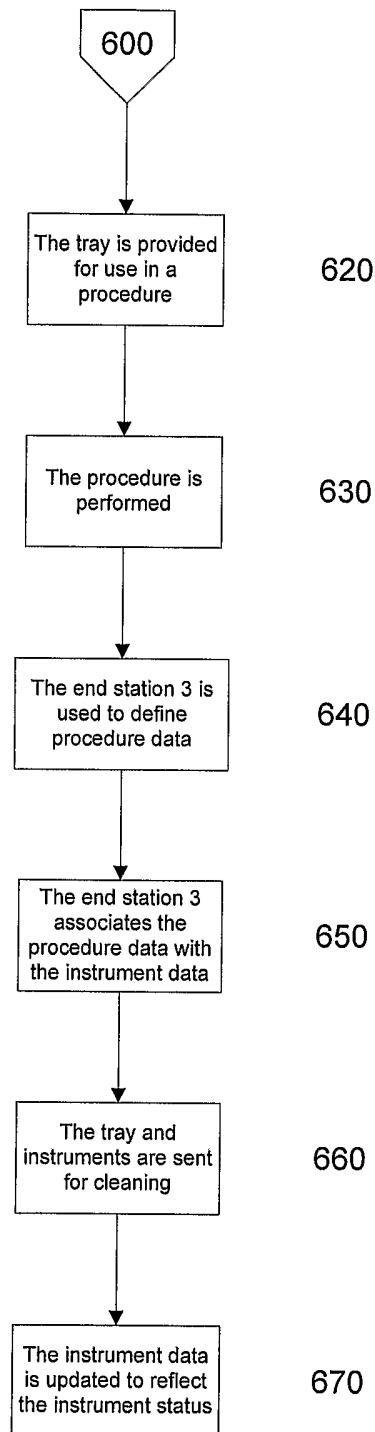 600
The tray is provided
for use in a
procedure
620
The procedure is
performed
630
The end station 3 is
used to define
procedure data
640
The end station 3
associates the
procedure data with
the instrument data
650
The tray and
instruments are sent
for cleaning
660
The instrument data
is updated to reflect
the instrument status
670